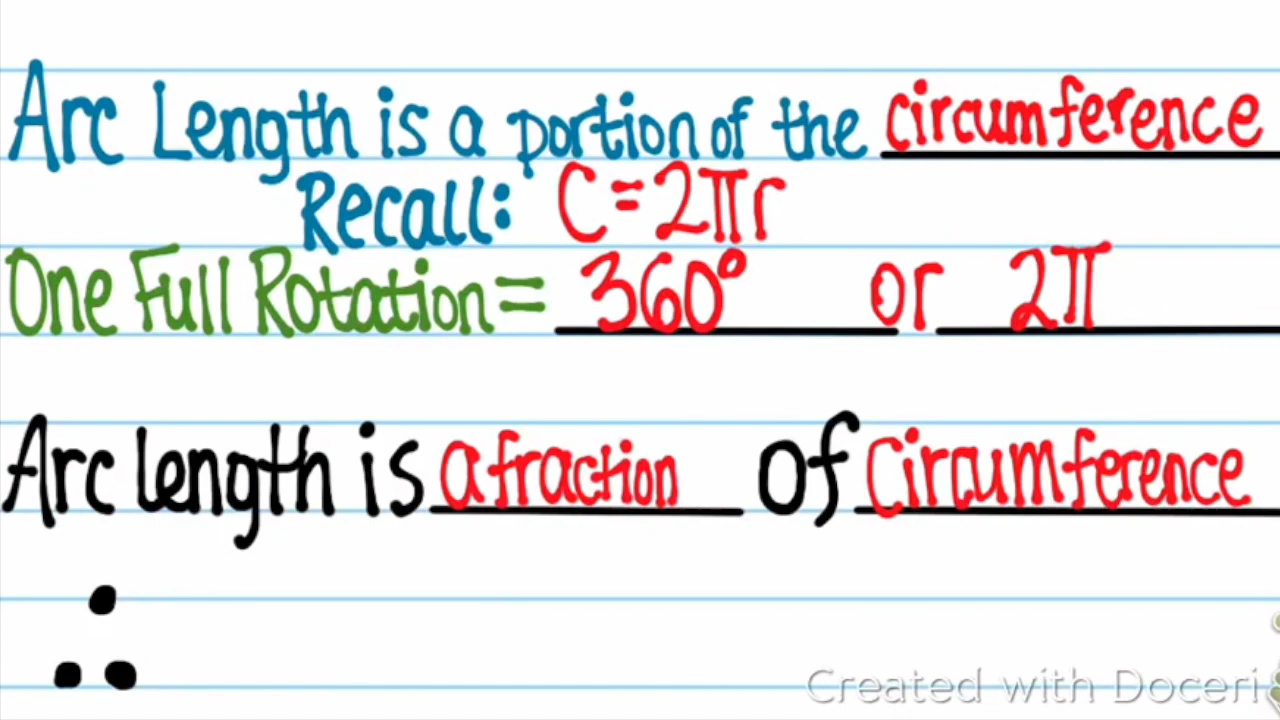 Arc Length is a portion of the circumference
Recall: C = 2πr
One Full Rotation = 360° or 2π
Arc length is a fraction of Circumference
∴
Created with Doceri